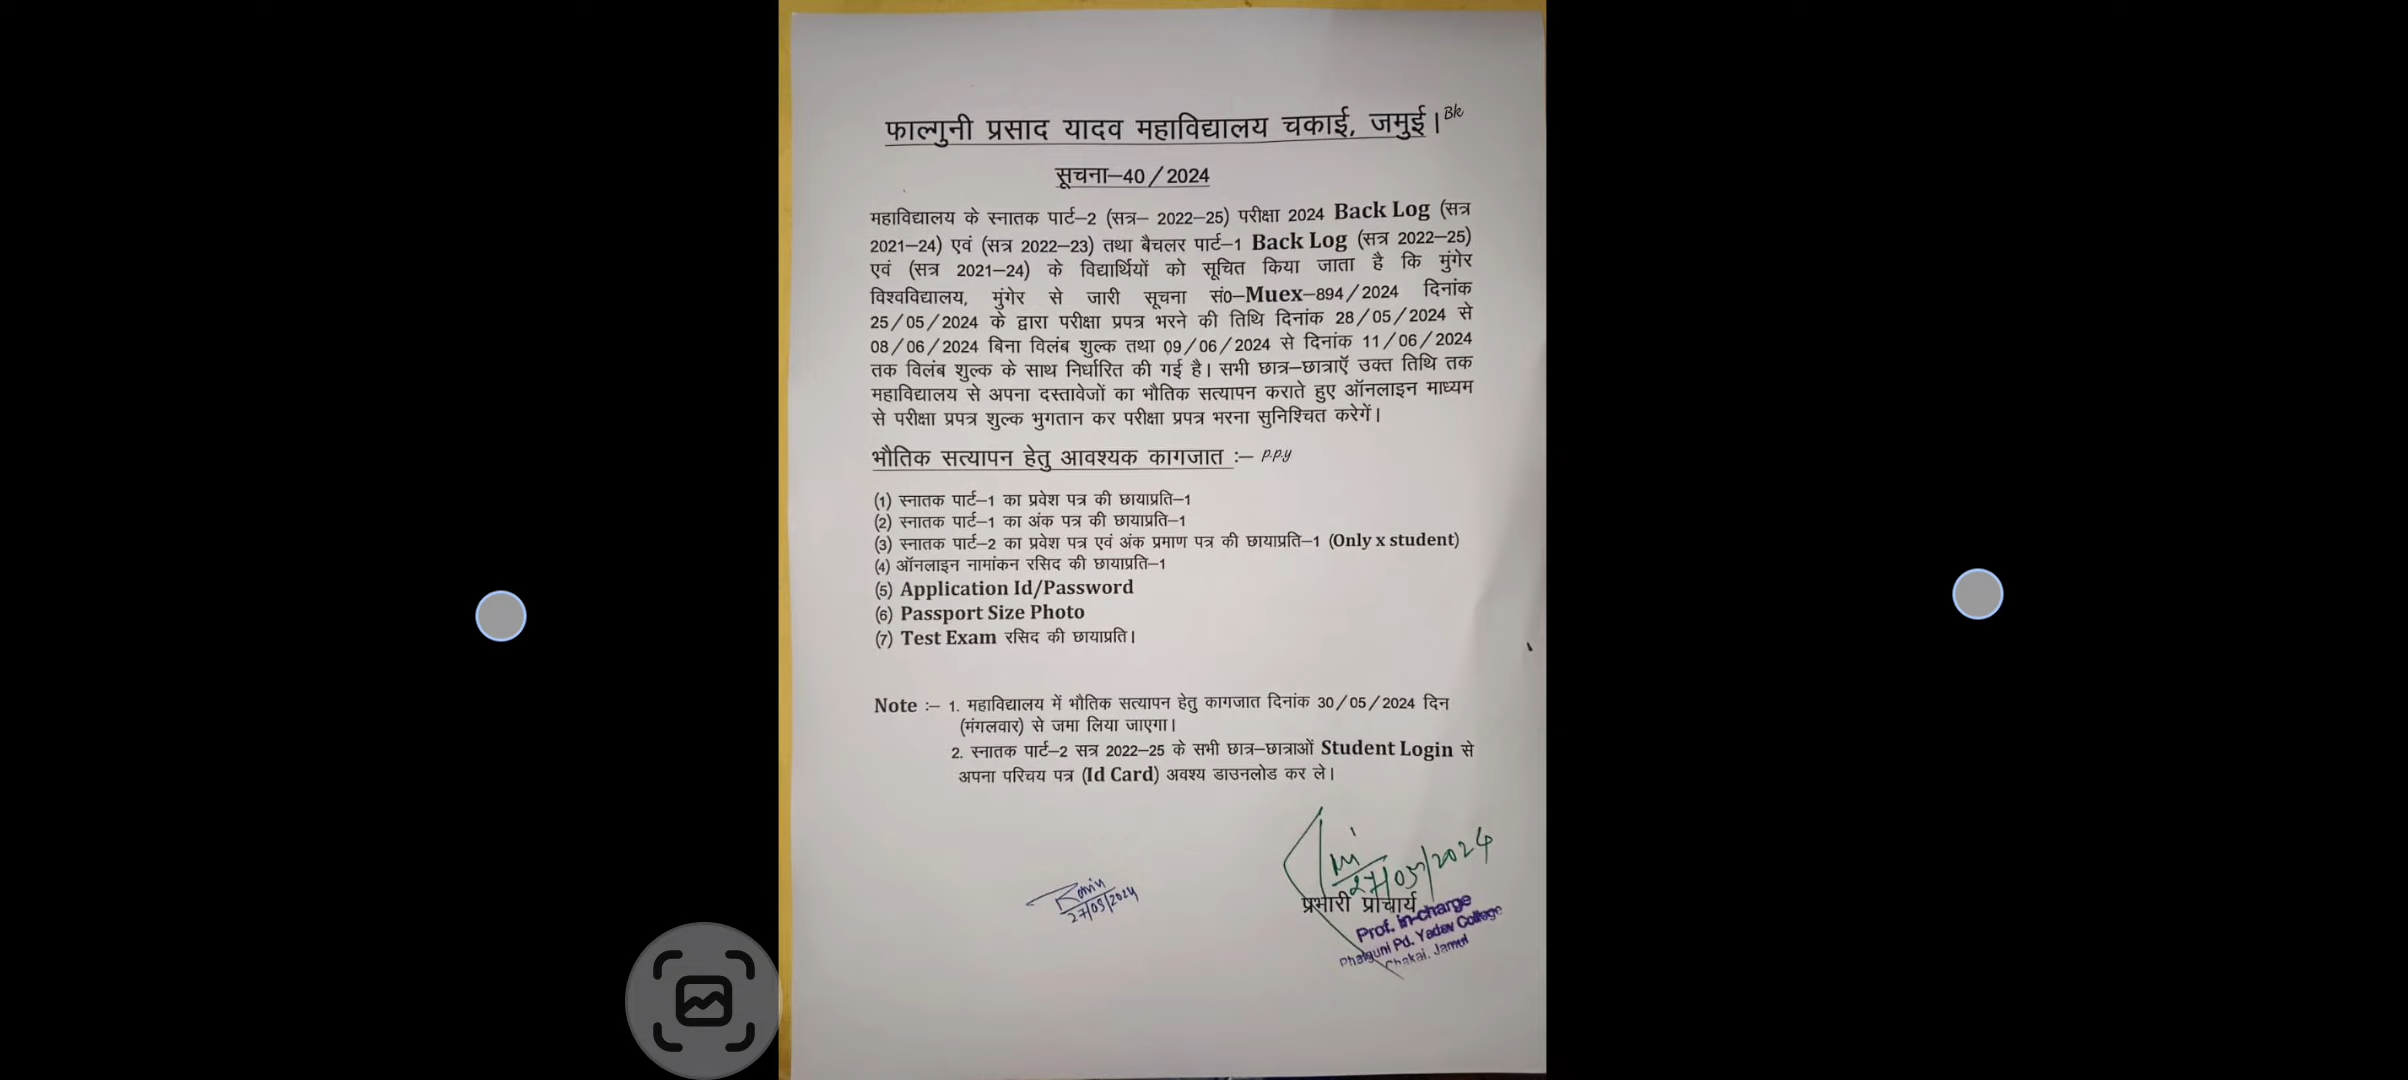 फाल्गुनी प्रसाद यादव महाविद्यालय चकाई, जमुई। Bk
सूचना–40/2024
महाविद्यालय के स्नातक पार्ट–2 (सत्र– 2022–25) परीक्षा 2024 Back Log (सत्र
2021–24) एवं (सत्र 2022–23) तथा बैचलर पार्ट–1 Back Log (सत्र 2022–25)
एवं (सत्र 2021–24) के विद्यार्थियों को सूचित किया जाता है कि मुंगेर
विश्वविद्यालय, मुंगेर से जारी सूचना सं0–Muex–894/2024 दिनांक
25/05/2024 के द्वारा परीक्षा प्रपत्र भरने की तिथि दिनांक 28/05/2024 से
08/06/2024 बिना विलंब शुल्क तथा 09/06/2024 से दिनांक 11/06/2024
तक विलंब शुल्क के साथ निर्धारित की गई है। सभी छात्र–छात्राऍ उक्त तिथि तक
महाविद्यालय से अपना दस्तावेजों का भौतिक सत्यापन कराते हुए ऑनलाइन माध्यम
से परीक्षा प्रपत्र शुल्क भुगतान कर परीक्षा प्रपत्र भरना सुनिश्चित करेगें।
भौतिक सत्यापन हेतु आवश्यक कागजात :– P.P.Y
(1) स्नातक पार्ट–1 का प्रवेश पत्र की छायाप्रति–1
(2) स्नातक पार्ट–1 का अंक पत्र की छायाप्रति–1
(3) स्नातक पार्ट–2 का प्रवेश पत्र एवं अंक प्रमाण पत्र की छायाप्रति–1 (Only x student)
(4) ऑनलाइन नामांकन रसिद की छायाप्रति–1
(5) Application Id/Password
(6) Passport Size Photo
(7) Test Exam रसिद की छायाप्रति।
Note :– 1. महाविद्यालय में भौतिक सत्यापन हेतु कागजात दिनांक 30/05/2024 दिन
(मंगलवार) से जमा लिया जाएगा।
2. स्नातक पार्ट–2 सत्र 2022–25 के सभी छात्र–छात्राओं Student Login से
अपना परिचय पत्र (Id Card) अवश्य डाउनलोड कर ले।
27/05/2024
27/05/2024
प्रभारी प्राचार्य
Prof. in-charge
Phalguni Pd. Yadav College
Chakai, Jamui